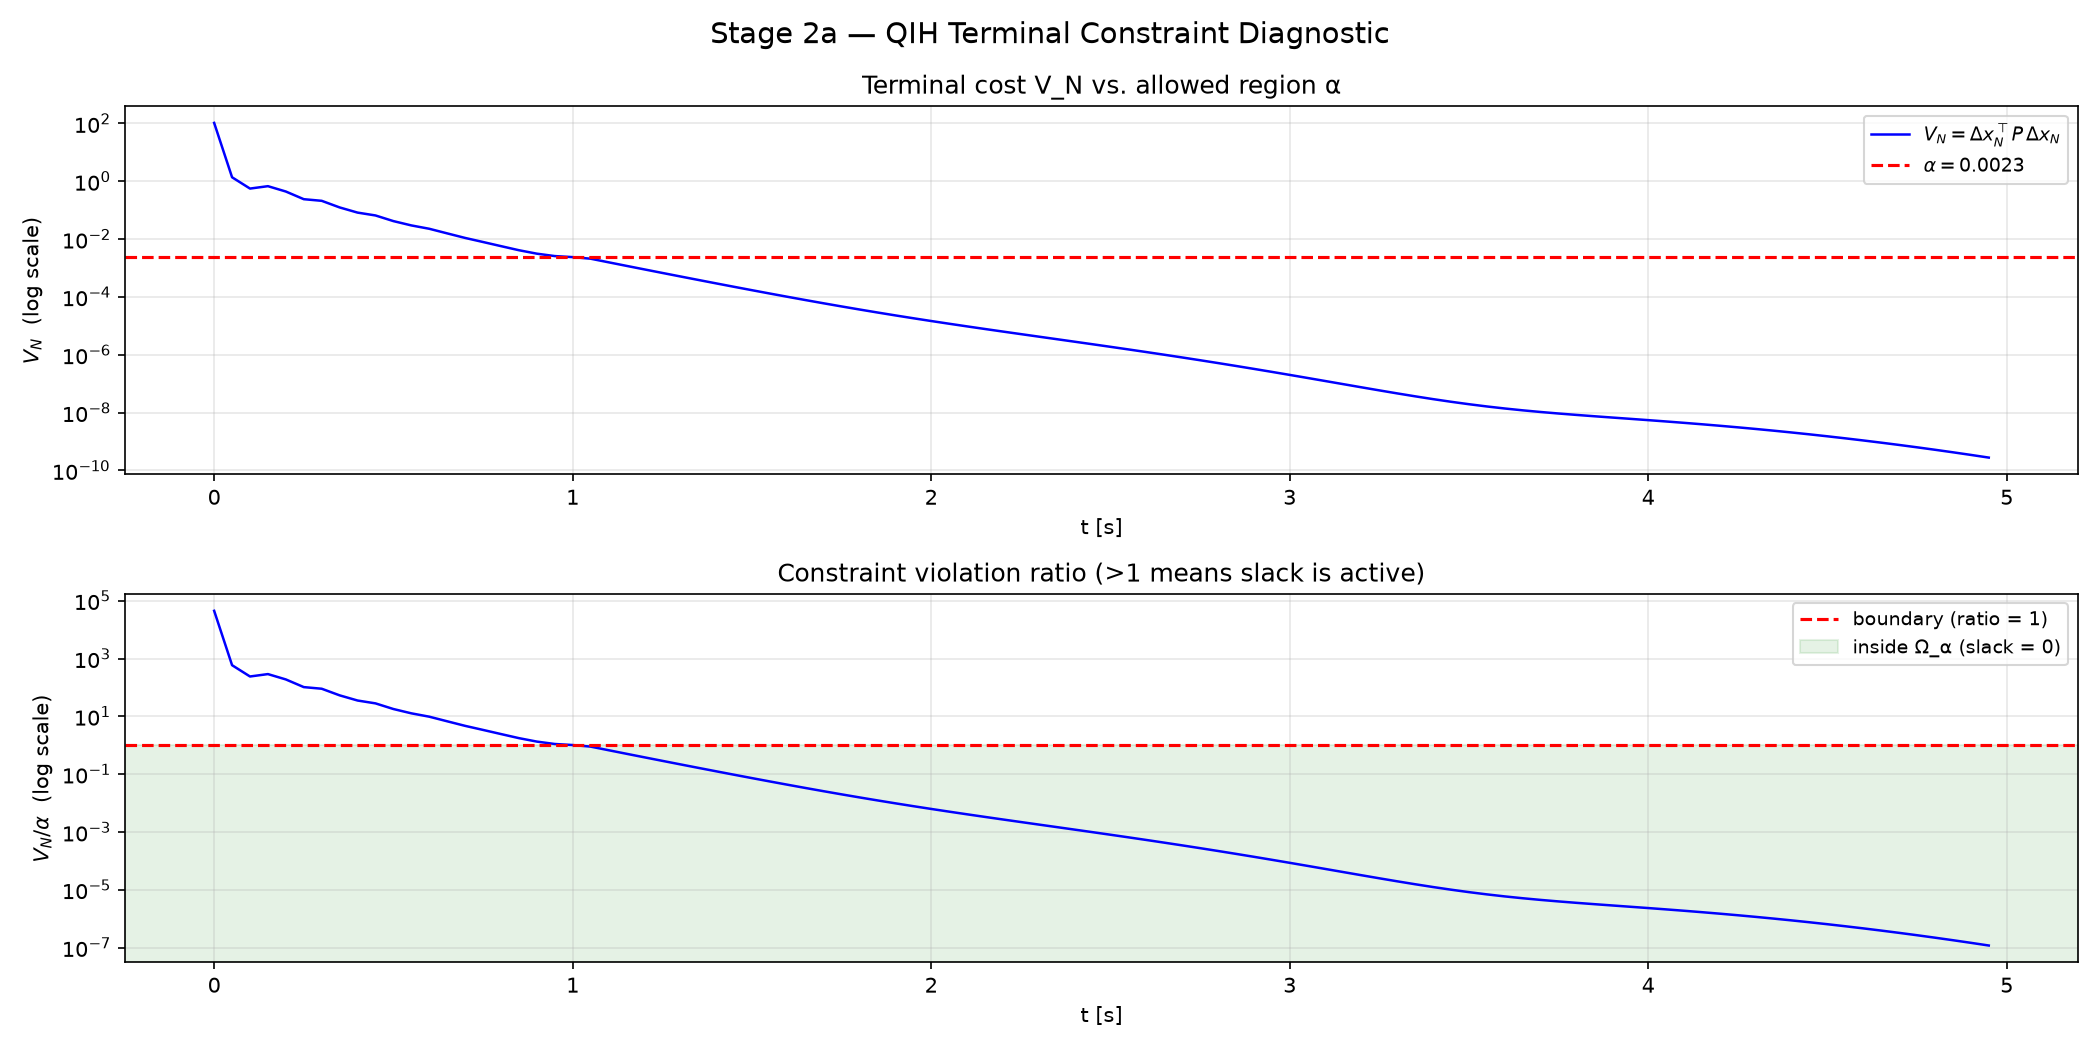 Stage 2a — QIH Terminal Constraint Diagnostic
Terminal cost V_N vs. allowed region α
V_N (log scale)
10^2
10^0
10^−2
10^−4
10^−6
10^−8
10^−10
V_N = Δx_N^⊤ P Δx_N
α = 0.0023
0 1 2 3 4 5
t [s]
Constraint violation ratio (>1 means slack is active)
V_N/α (log scale)
10^5
10^3
10^1
10^−1
10^−3
10^−5
10^−7
boundary (ratio = 1)
inside Ω_α (slack = 0)
0 1 2 3 4 5
t [s]